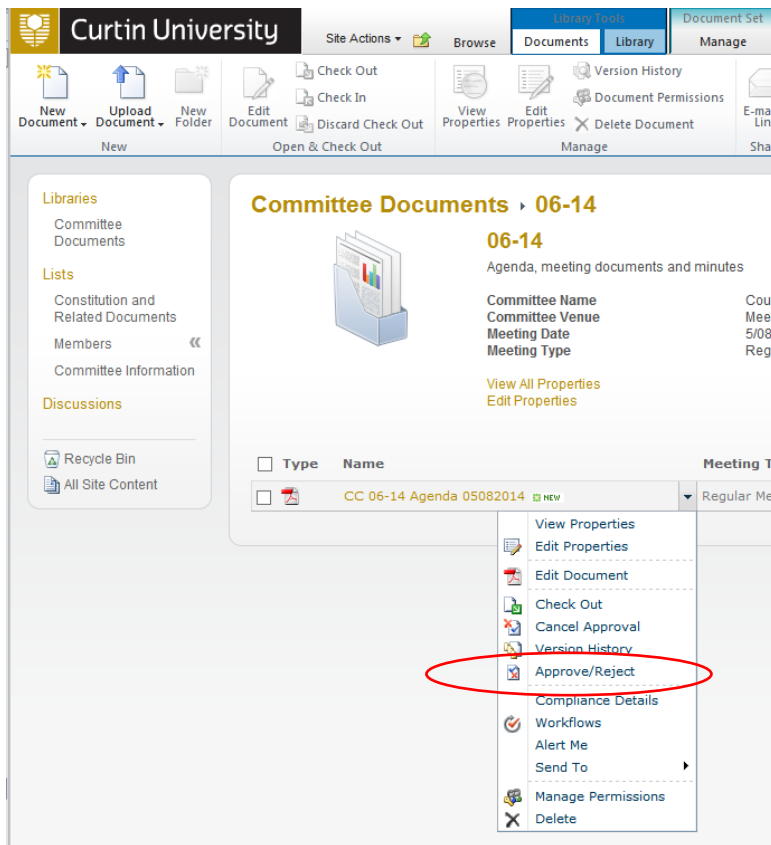 Curtin University
Site Actions
Browse
Library Tools
Documents
Library
Document Set
Manage
New
Document
Upload
Document
New
Folder
New
Edit
Document
Check Out
Check In
Discard Check Out
Open & Check Out
View
Properties
Edit
Properties
Version History
Document Permissions
Delete Document
Manage
Libraries
Committee
Documents
Lists
Constitution and
Related Documents
Members
Committee Information
Discussions
Recycle Bin
All Site Content
Committee Documents 06-14
06-14
Agenda, meeting documents and minutes
Committee Name
Committee Venue
Meeting Date 5/08
Meeting Type
View All Properties
Edit Properties
Type Name Meeting T
CC 06-14 Agenda 05082014 NEW Regular Me
View Properties
Edit Properties
Edit Document
Check Out
Cancel Approval
Version History
Approve/Reject
Compliance Details
Workflows
Alert Me
Send To
Manage Permissions
Delete